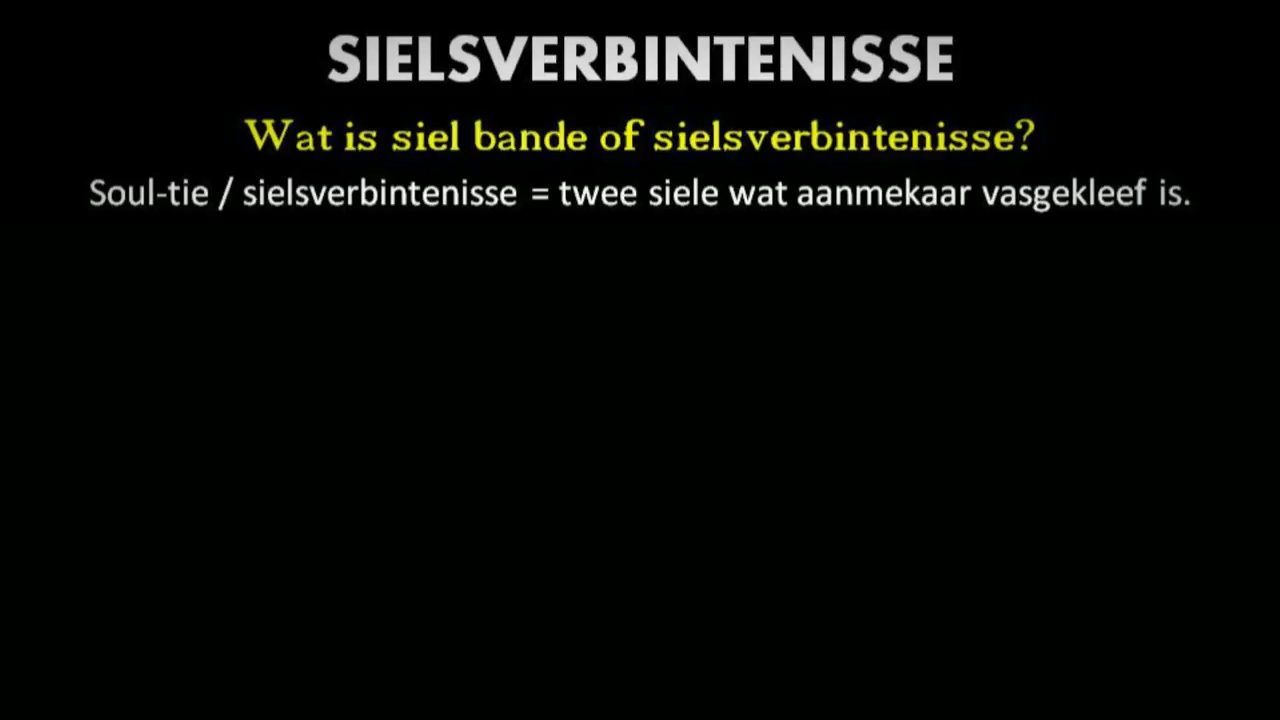 SIELSVERBINTENISSE
Wat is siel bande of sielsverbintenisse?
Soul-tie / sielsverbintenisse = twee siele wat aanmekaar vasgekleef is.